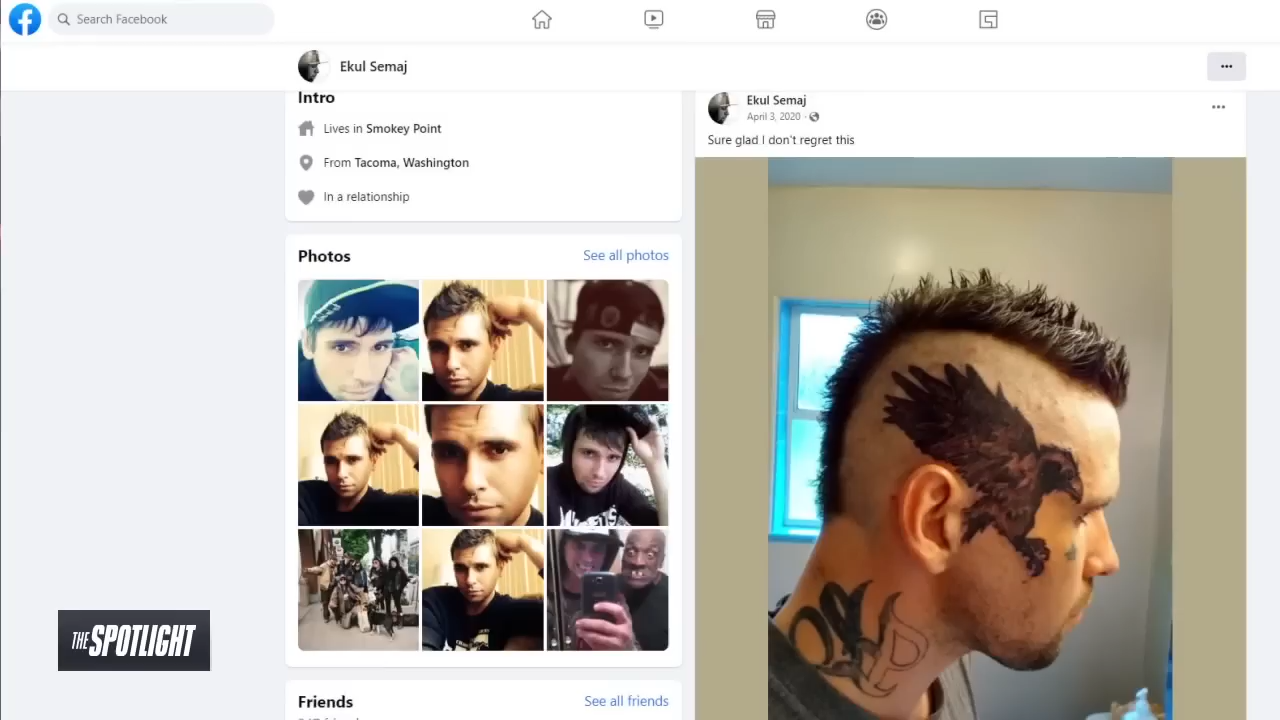 Search Facebook
Ekul Semaj
Intro
Lives in Smokey Point
From Tacoma, Washington
In a relationship
Photos
See all photos
THE SPOTLIGHT
Friends
See all friends
Ekul Semaj
April 3, 2020
Sure glad I don't regret this